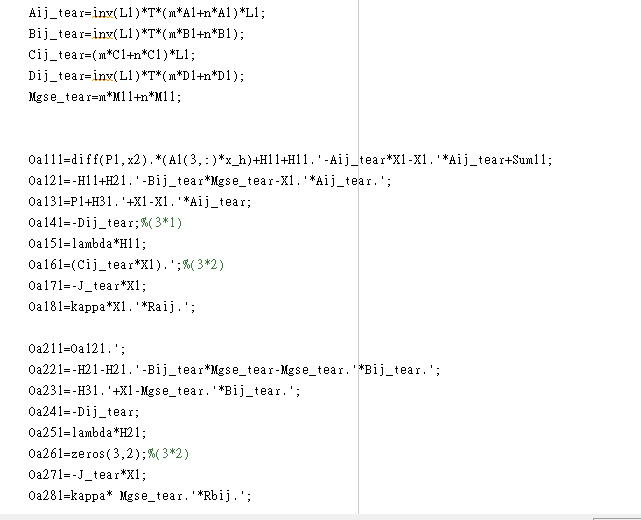 Aij_tear=inv(L1)*T*(m*A1+n*A1)*L1;
Bij_tear=inv(L1)*T*(m*B1+n*B1);
Cij_tear=(m*C1+n*C1)*L1;
Dij_tear=inv(L1)*T*(m*D1+n*D1);
Mgse_tear=m*M11+n*M11;
Oa111=diff(P1,x2).*(A1(3,:)*x_h)+H11+H11.'-Aij_tear*X1-X1.'*Aij_tear+Sum11;
Oa121=-H11+H21.'-Bij_tear*Mgse_tear-X1.'*Aij_tear.';
Oa131=P1+H31.'+X1-X1.'*Aij_tear;
Oa141=-Dij_tear;%(3*1)
Oa151=lambda*H11;
Oa161=(Cij_tear*X1).';%(3*2)
Oa171=-J_tear*X1;
Oa181=kappa*X1.'*Raij.';
Oa211=Oa121.';
Oa221=-H21-H21.'-Bij_tear*Mgse_tear-Mgse_tear.'*Bij_tear.';
Oa231=-H31.'+X1-Mgse_tear.'*Bij_tear.';
Oa241=-Dij_tear;
Oa251=lambda*H21;
Oa261=zeros(3,2);%(3*2)
Oa271=-J_tear*X1;
Oa281=kappa* Mgse_tear.'*Rbij.';